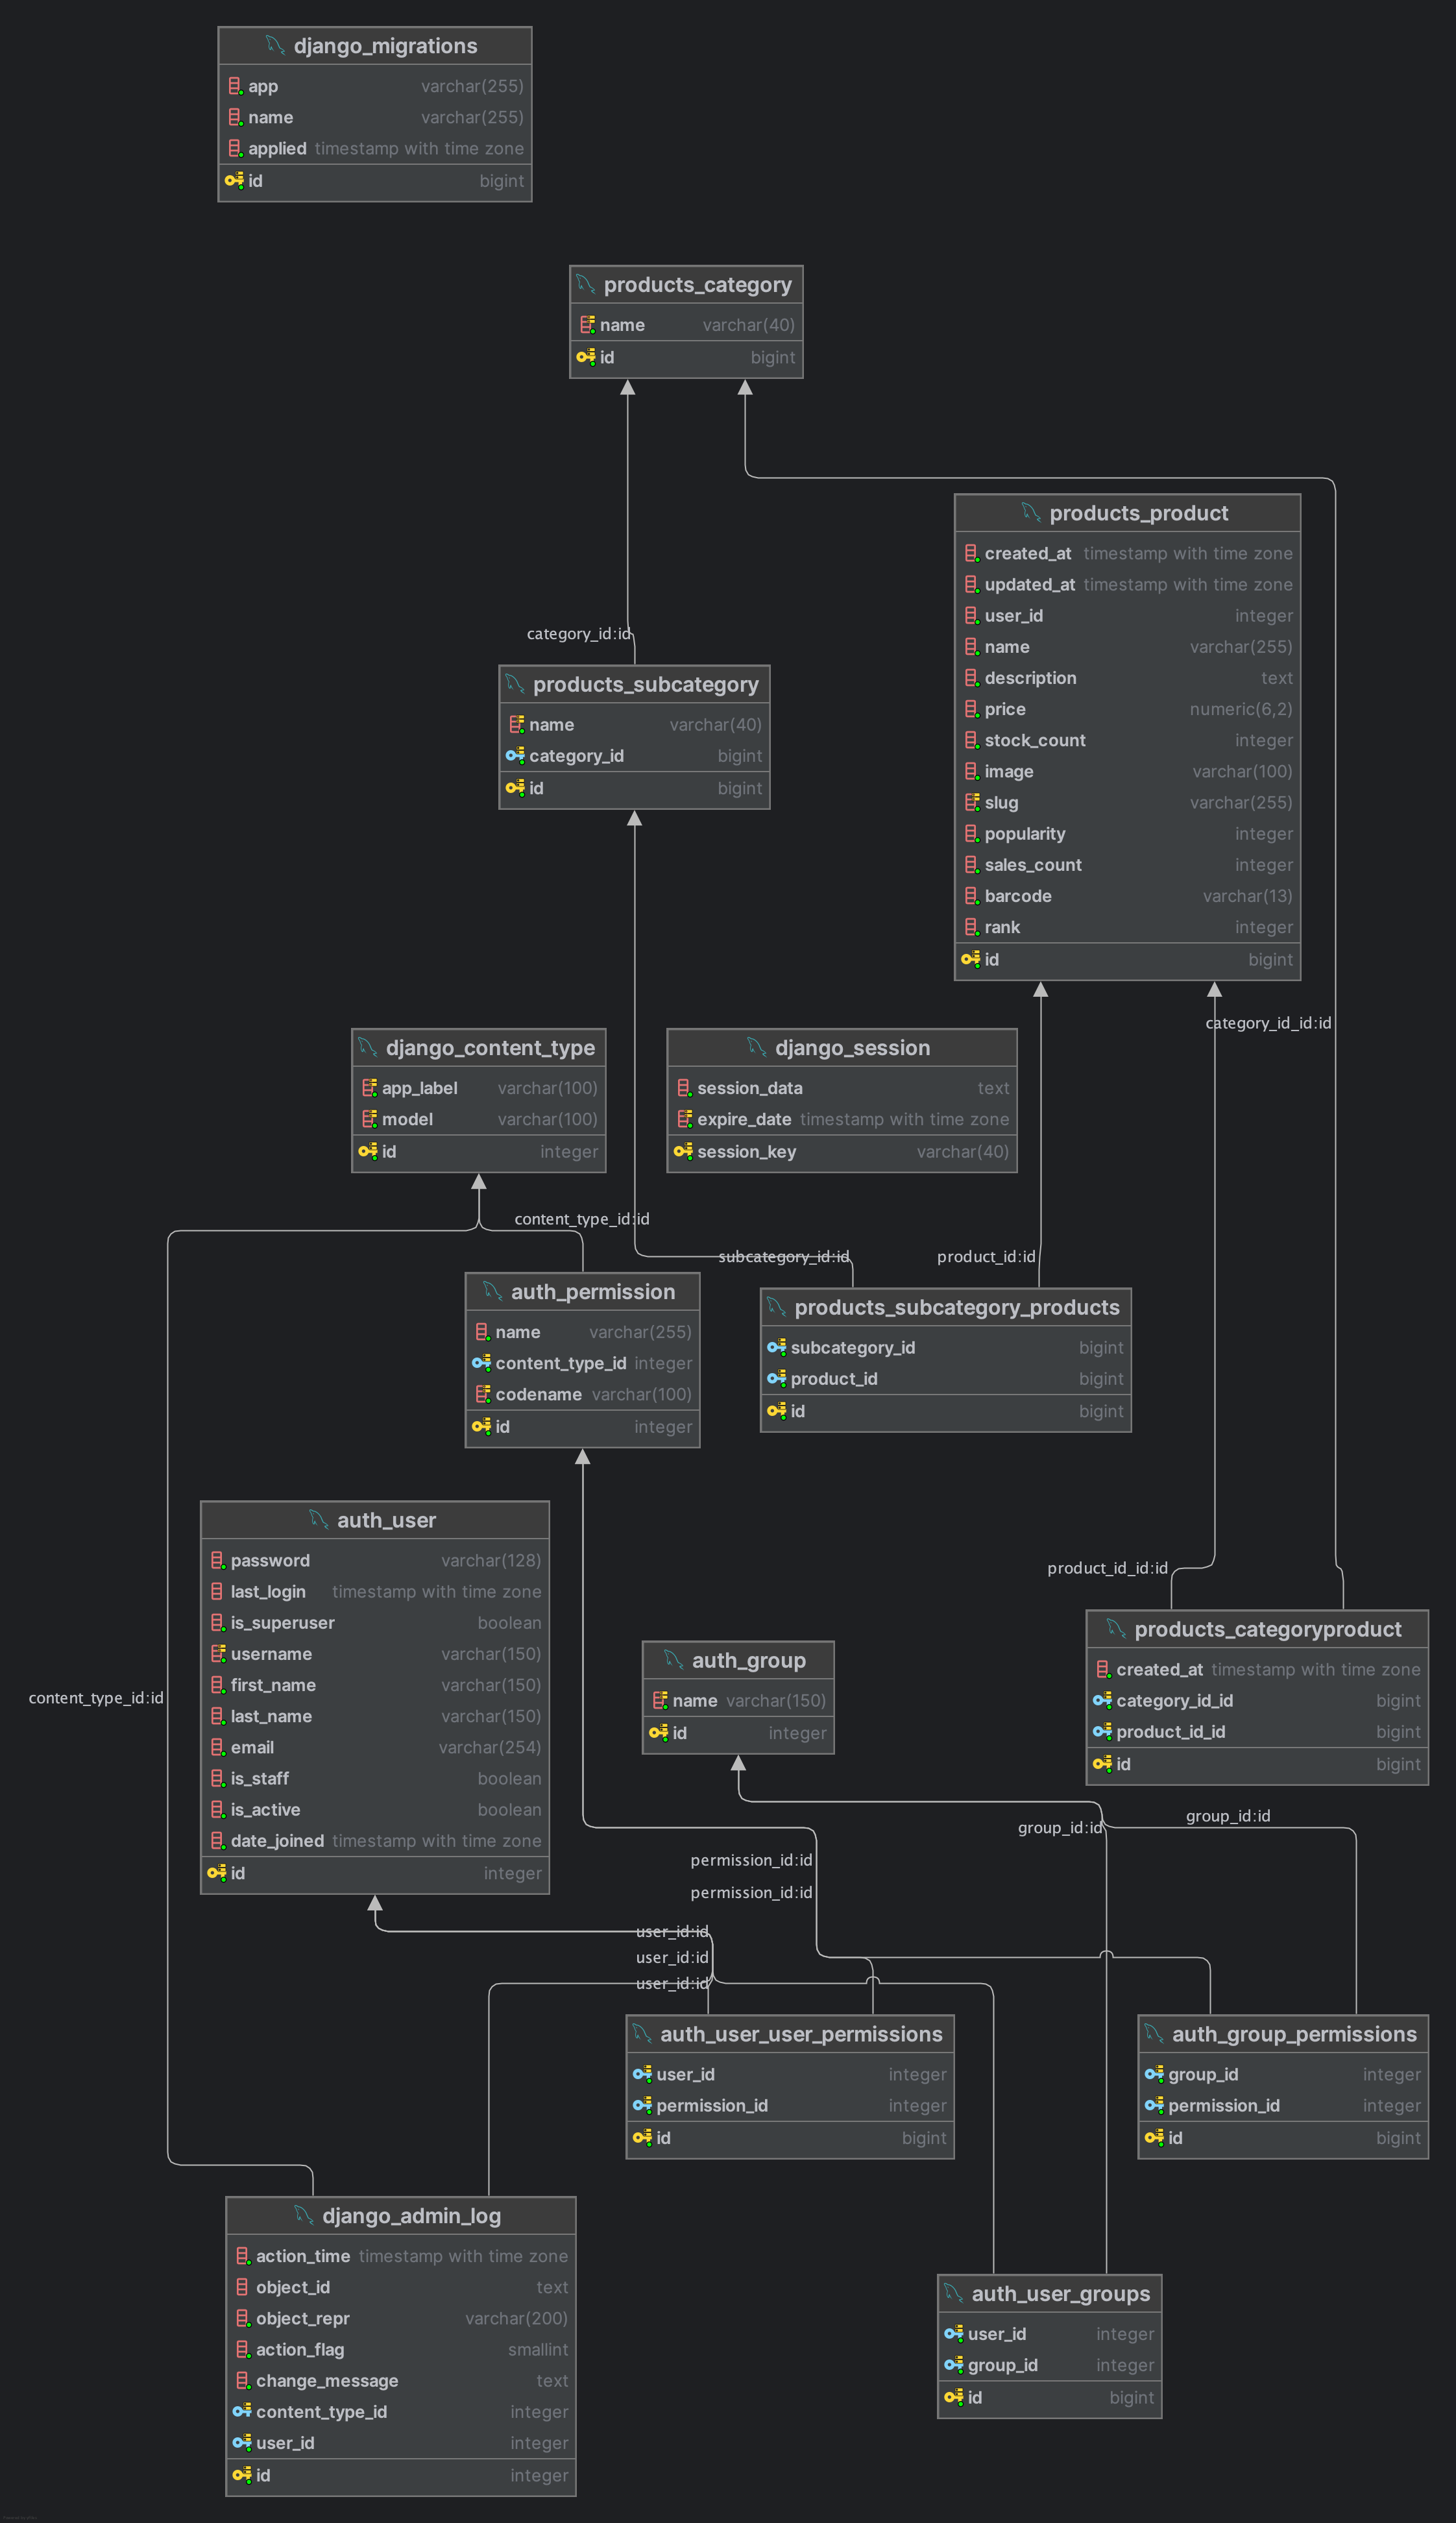 django_migrations
app varchar(255)
name varchar(255)
applied timestamp with time zone
id bigint
products_category
name varchar(40)
id bigint
products_product
created_at timestamp with time zone
updated_at timestamp with time zone
user_id integer
name varchar(255)
description text
price numeric(6,2)
stock_count integer
image varchar(100)
slug varchar(255)
popularity integer
sales_count integer
barcode varchar(13)
rank integer
id bigint
category_id:id
products_subcategory
name varchar(40)
category_id bigint
id bigint
category_id_id:id
django_content_type
app_label varchar(100)
model varchar(100)
id integer
django_session
session_data text
expire_date timestamp with time zone
session_key varchar(40)
content_type_id:id
subcategory_id:id
product_id:id
auth_permission
name varchar(255)
content_type_id integer
codename varchar(100)
id integer
products_subcategory_products
subcategory_id bigint
product_id bigint
id bigint
auth_user
password varchar(128)
last_login timestamp with time zone
is_superuser boolean
username varchar(150)
first_name varchar(150)
last_name varchar(150)
email varchar(254)
is_staff boolean
is_active boolean
date_joined timestamp with time zone
id integer
product_id_id:id
products_categoryproduct
created_at timestamp with time zone
category_id_id bigint
product_id_id bigint
id bigint
auth_group
name varchar(150)
id integer
content_type_id:id
group_id:id
group_id:id
permission_id:id
permission_id:id
user_id:id
user_id:id
user_id:id
auth_user_user_permissions
user_id integer
permission_id integer
id bigint
auth_group_permissions
group_id integer
permission_id integer
id bigint
django_admin_log
action_time timestamp with time zone
object_id text
object_repr varchar(200)
action_flag smallint
change_message text
content_type_id integer
user_id integer
id integer
auth_user_groups
user_id integer
group_id integer
id bigint